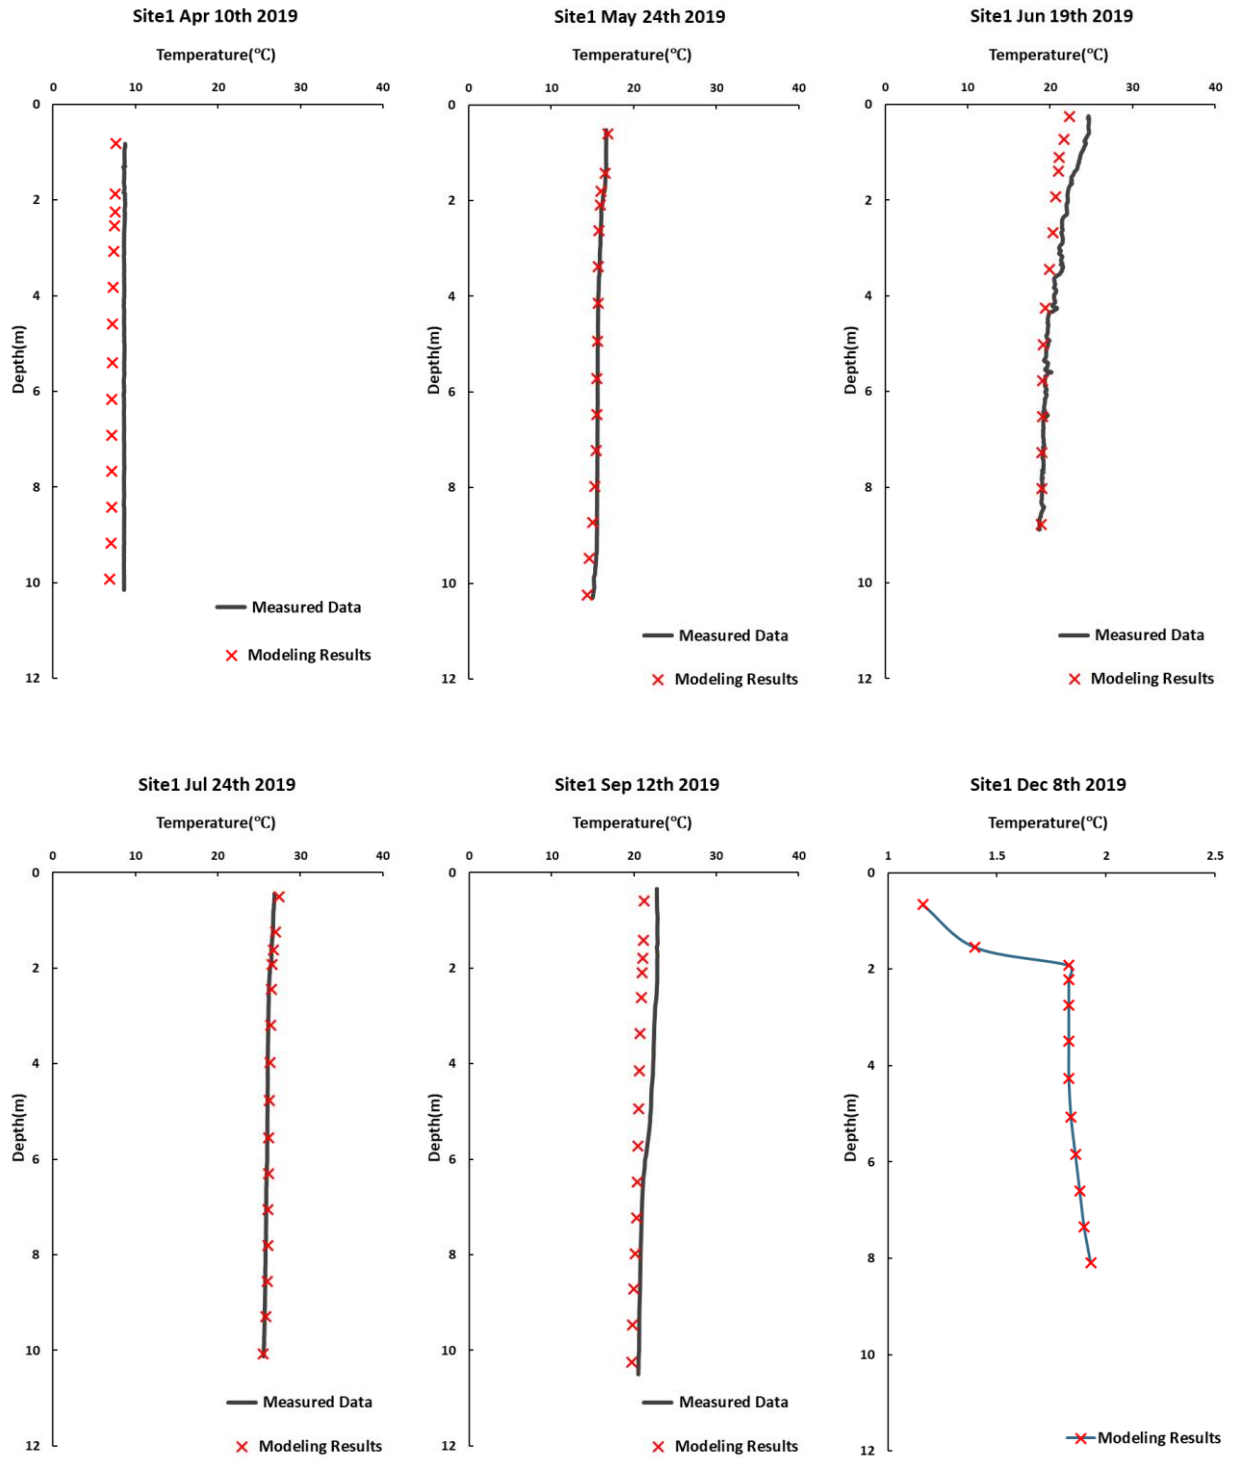 Site1 Apr 10th 2019
Temperature(℃)
0 10 20 30 40
0
2
4
6
8
10
12
Depth(m)
Measured Data
Modeling Results
Site1 May 24th 2019
Temperature(℃)
0 10 20 30 40
0
2
4
6
8
10
12
Depth(m)
Measured Data
Modeling Results
Site1 Jun 19th 2019
Temperature(℃)
0 10 20 30 40
0
2
4
6
8
10
12
Depth(m)
Measured Data
Modeling Results
Site1 Jul 24th 2019
Temperature(℃)
0 10 20 30 40
0
2
4
6
8
10
12
Depth(m)
Measured Data
Modeling Results
Site1 Sep 12th 2019
Temperature(℃)
0 10 20 30 40
0
2
4
6
8
10
12
Depth(m)
Measured Data
Modeling Results
Site1 Dec 8th 2019
Temperature(℃)
1 1.5 2 2.5
0
2
4
6
8
10
12
Depth(m)
Modeling Results